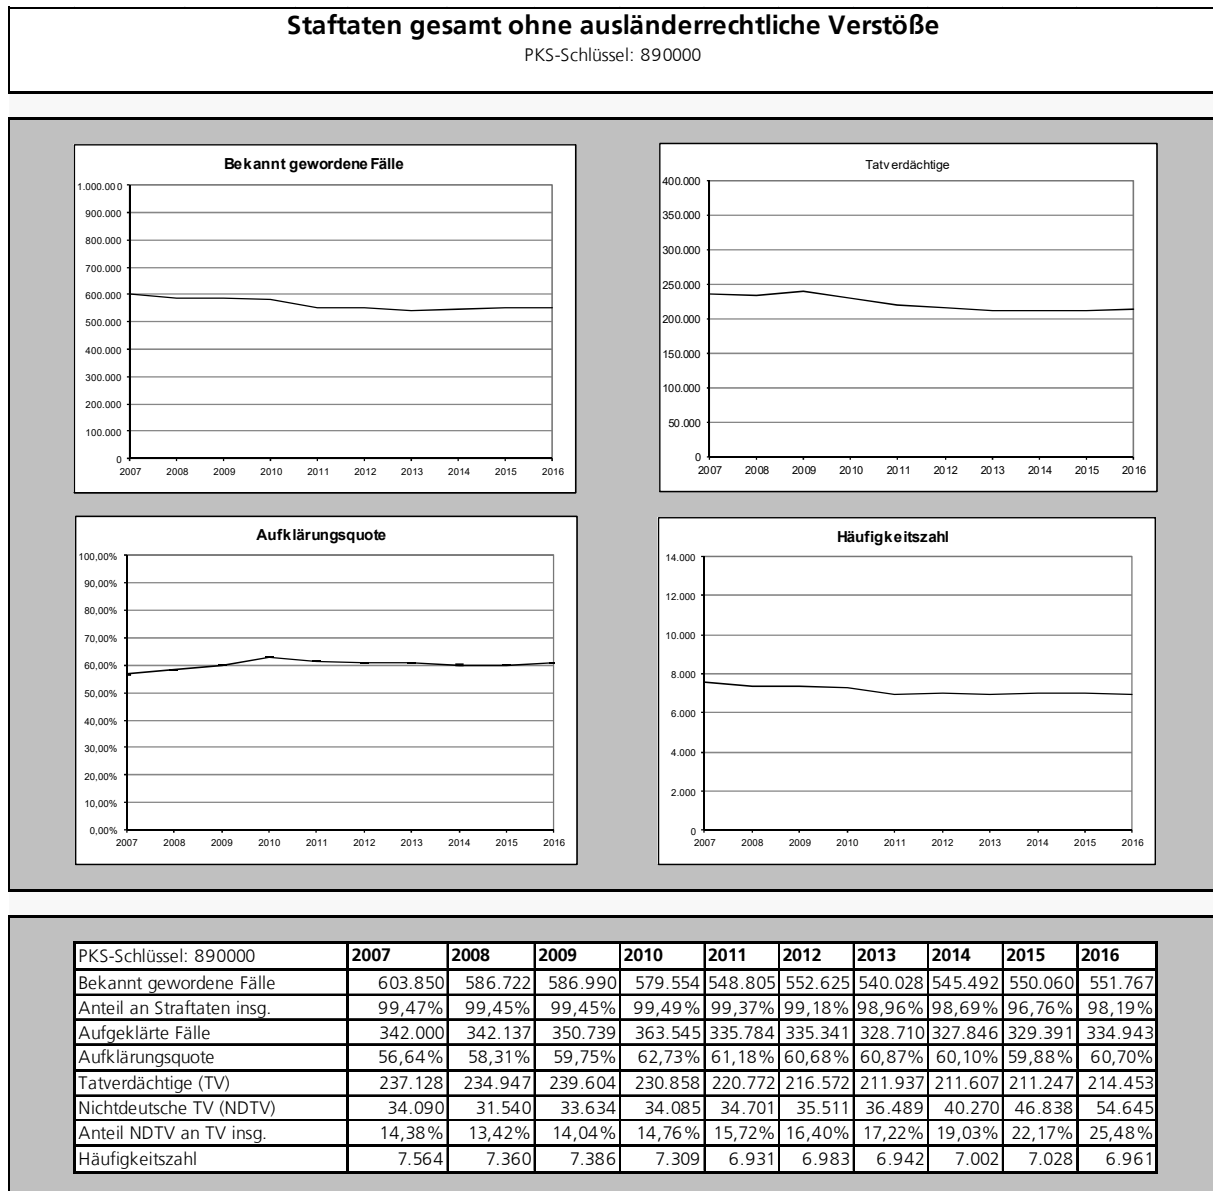 Staftaten gesamt ohne ausländerrechtliche Verstöße
PKS-Schlüssel: 890000
Bekannt gewordene Fälle
1.000.000
900.000
800.000
700.000
600.000
500.000
400.000
300.000
200.000
100.000
0
2007 2008 2009 2010 2011 2012 2013 2014 2015 2016
Tatverdächtige
400.000
350.000
300.000
250.000
200.000
150.000
100.000
50.000
0
2007 2008 2009 2010 2011 2012 2013 2014 2015 2016
Aufklärungsquote
100,00%
90,00%
80,00%
70,00%
60,00%
50,00%
40,00%
30,00%
20,00%
10,00%
0,00%
2007 2008 2009 2010 2011 2012 2013 2014 2015 2016
Häufigkeitszahl
14.000
12.000
10.000
8.000
6.000
4.000
2.000
0
2007 2008 2009 2010 2011 2012 2013 2014 2015 2016
PKS-Schlüssel: 890000 2007 2008 2009 2010 2011 2012 2013 2014 2015 2016
Bekannt gewordene Fälle 603.850 586.722 586.990 579.554 548.805 552.625 540.028 545.492 550.060 551.767
Anteil an Straftaten insg. 99,47% 99,45% 99,45% 99,49% 99,37% 99,18% 98,96% 98,69% 96,76% 98,19%
Aufgeklärte Fälle 342.000 342.137 350.739 363.545 335.784 335.341 328.710 327.846 329.391 334.943
Aufklärungsquote 56,64% 58,31% 59,75% 62,73% 61,18% 60,68% 60,87% 60,10% 59,88% 60,70%
Tatverdächtige (TV) 237.128 234.947 239.604 230.858 220.772 216.572 211.937 211.607 211.247 214.453
Nichtdeutsche TV (NDTV) 34.090 31.540 33.634 34.085 34.701 35.511 36.489 40.270 46.838 54.645
Anteil NDTV an TV insg. 14,38% 13,42% 14,04% 14,76% 15,72% 16,40% 17,22% 19,03% 22,17% 25,48%
Häufigkeitszahl 7.564 7.360 7.386 7.309 6.931 6.983 6.942 7.002 7.028 6.961